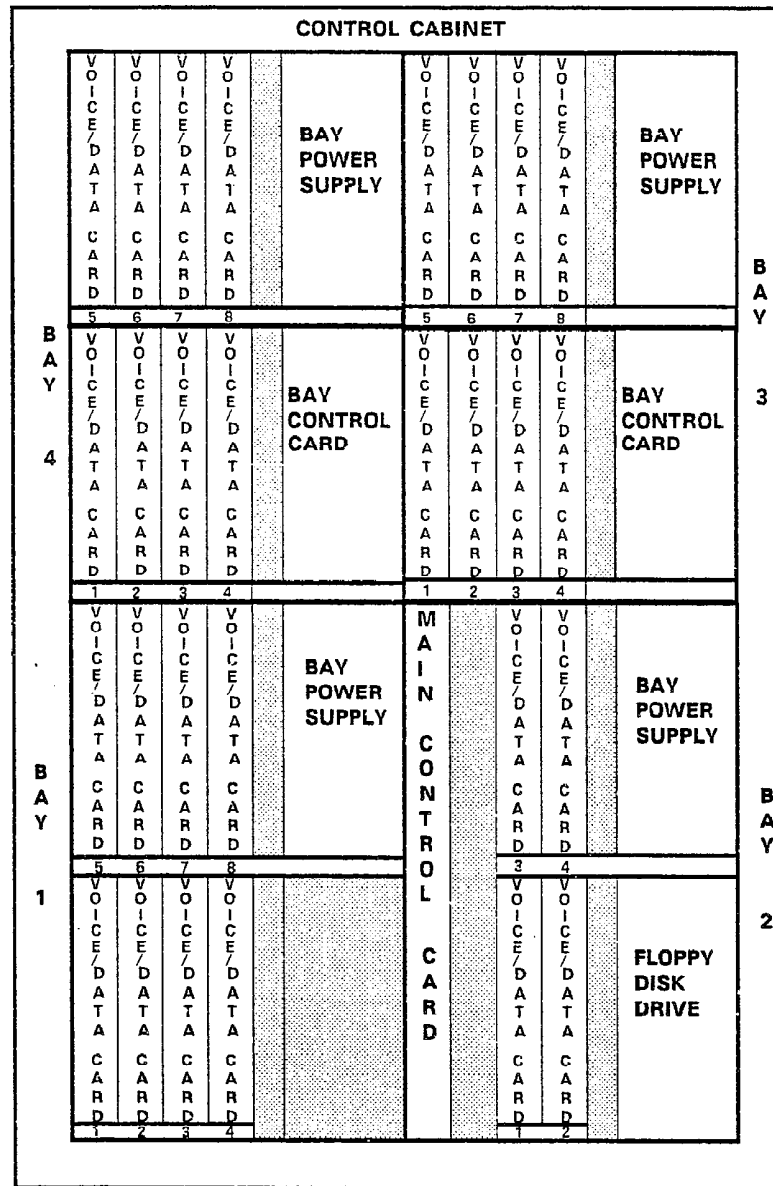 CONTROL CABINET
VOICE/DATA CARD
VOICE/DATA CARD
VOICE/DATA CARD
VOICE/DATA CARD
BAY
POWER
SUPPLY
5 6 7 8
VOICE/DATA CARD
VOICE/DATA CARD
VOICE/DATA CARD
VOICE/DATA CARD
BAY
POWER
SUPPLY
5 6 7 8
BAY 4
VOICE/DATA CARD
VOICE/DATA CARD
VOICE/DATA CARD
VOICE/DATA CARD
BAY
CONTROL
CARD
1 2 3 4
VOICE/DATA CARD
VOICE/DATA CARD
VOICE/DATA CARD
VOICE/DATA CARD
BAY
CONTROL
CARD
1 2 3 4
BAY 3
VOICE/DATA CARD
VOICE/DATA CARD
VOICE/DATA CARD
VOICE/DATA CARD
BAY
POWER
SUPPLY
5 6 7 8
MAIN CONTROL CARD
VOICE/DATA CARD
VOICE/DATA CARD
BAY
POWER
SUPPLY
3 4
BAY 1
VOICE/DATA CARD
VOICE/DATA CARD
VOICE/DATA CARD
VOICE/DATA CARD
1 2 3 4
VOICE/DATA CARD
VOICE/DATA CARD
FLOPPY
DISK
DRIVE
1 2
BAY 2